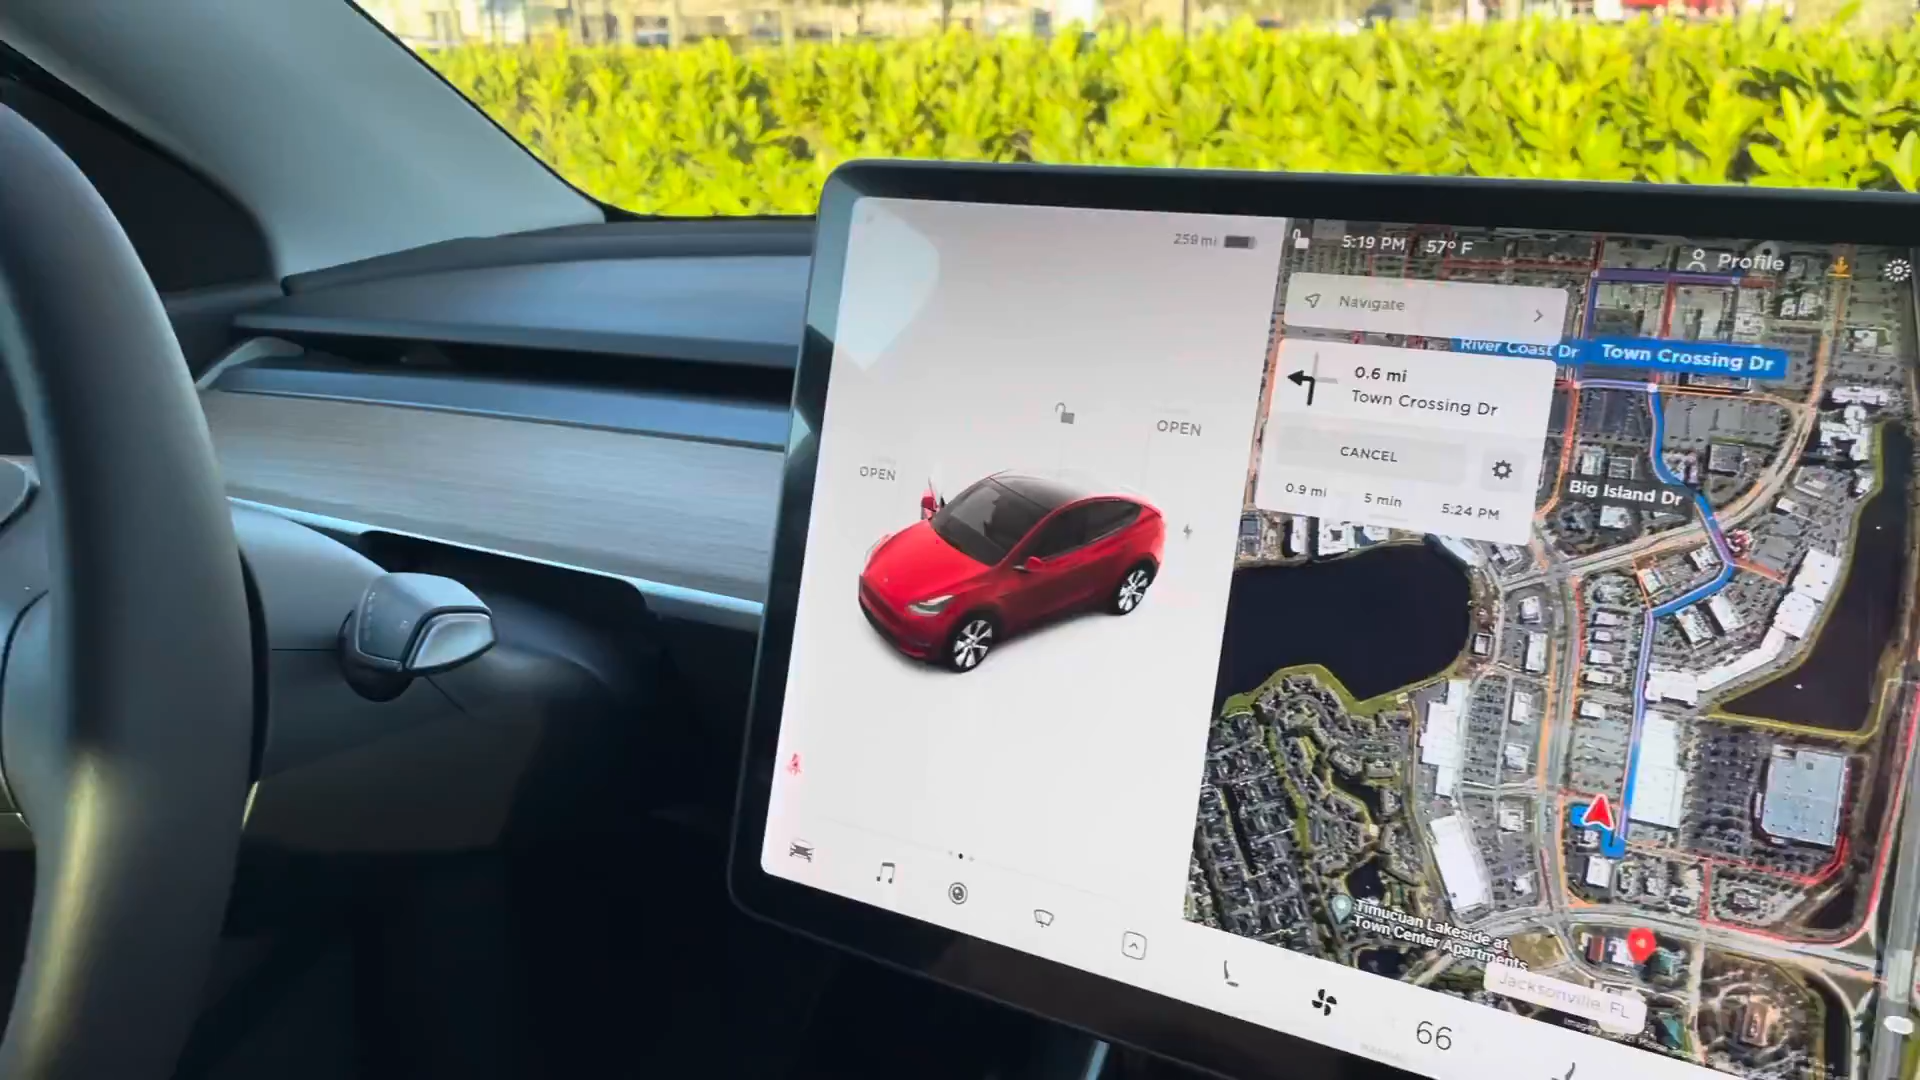 259 mi
5:19 PM 57° F
Profile
Navigate
River Coast Dr
Town Crossing Dr
0.6 mi
Town Crossing Dr
CANCEL
0.9 mi 5 min 5:24 PM
Big Island Dr
OPEN
OPEN
Timucuan Lakeside at
Town Center Apartments
Jacksonville, FL
66